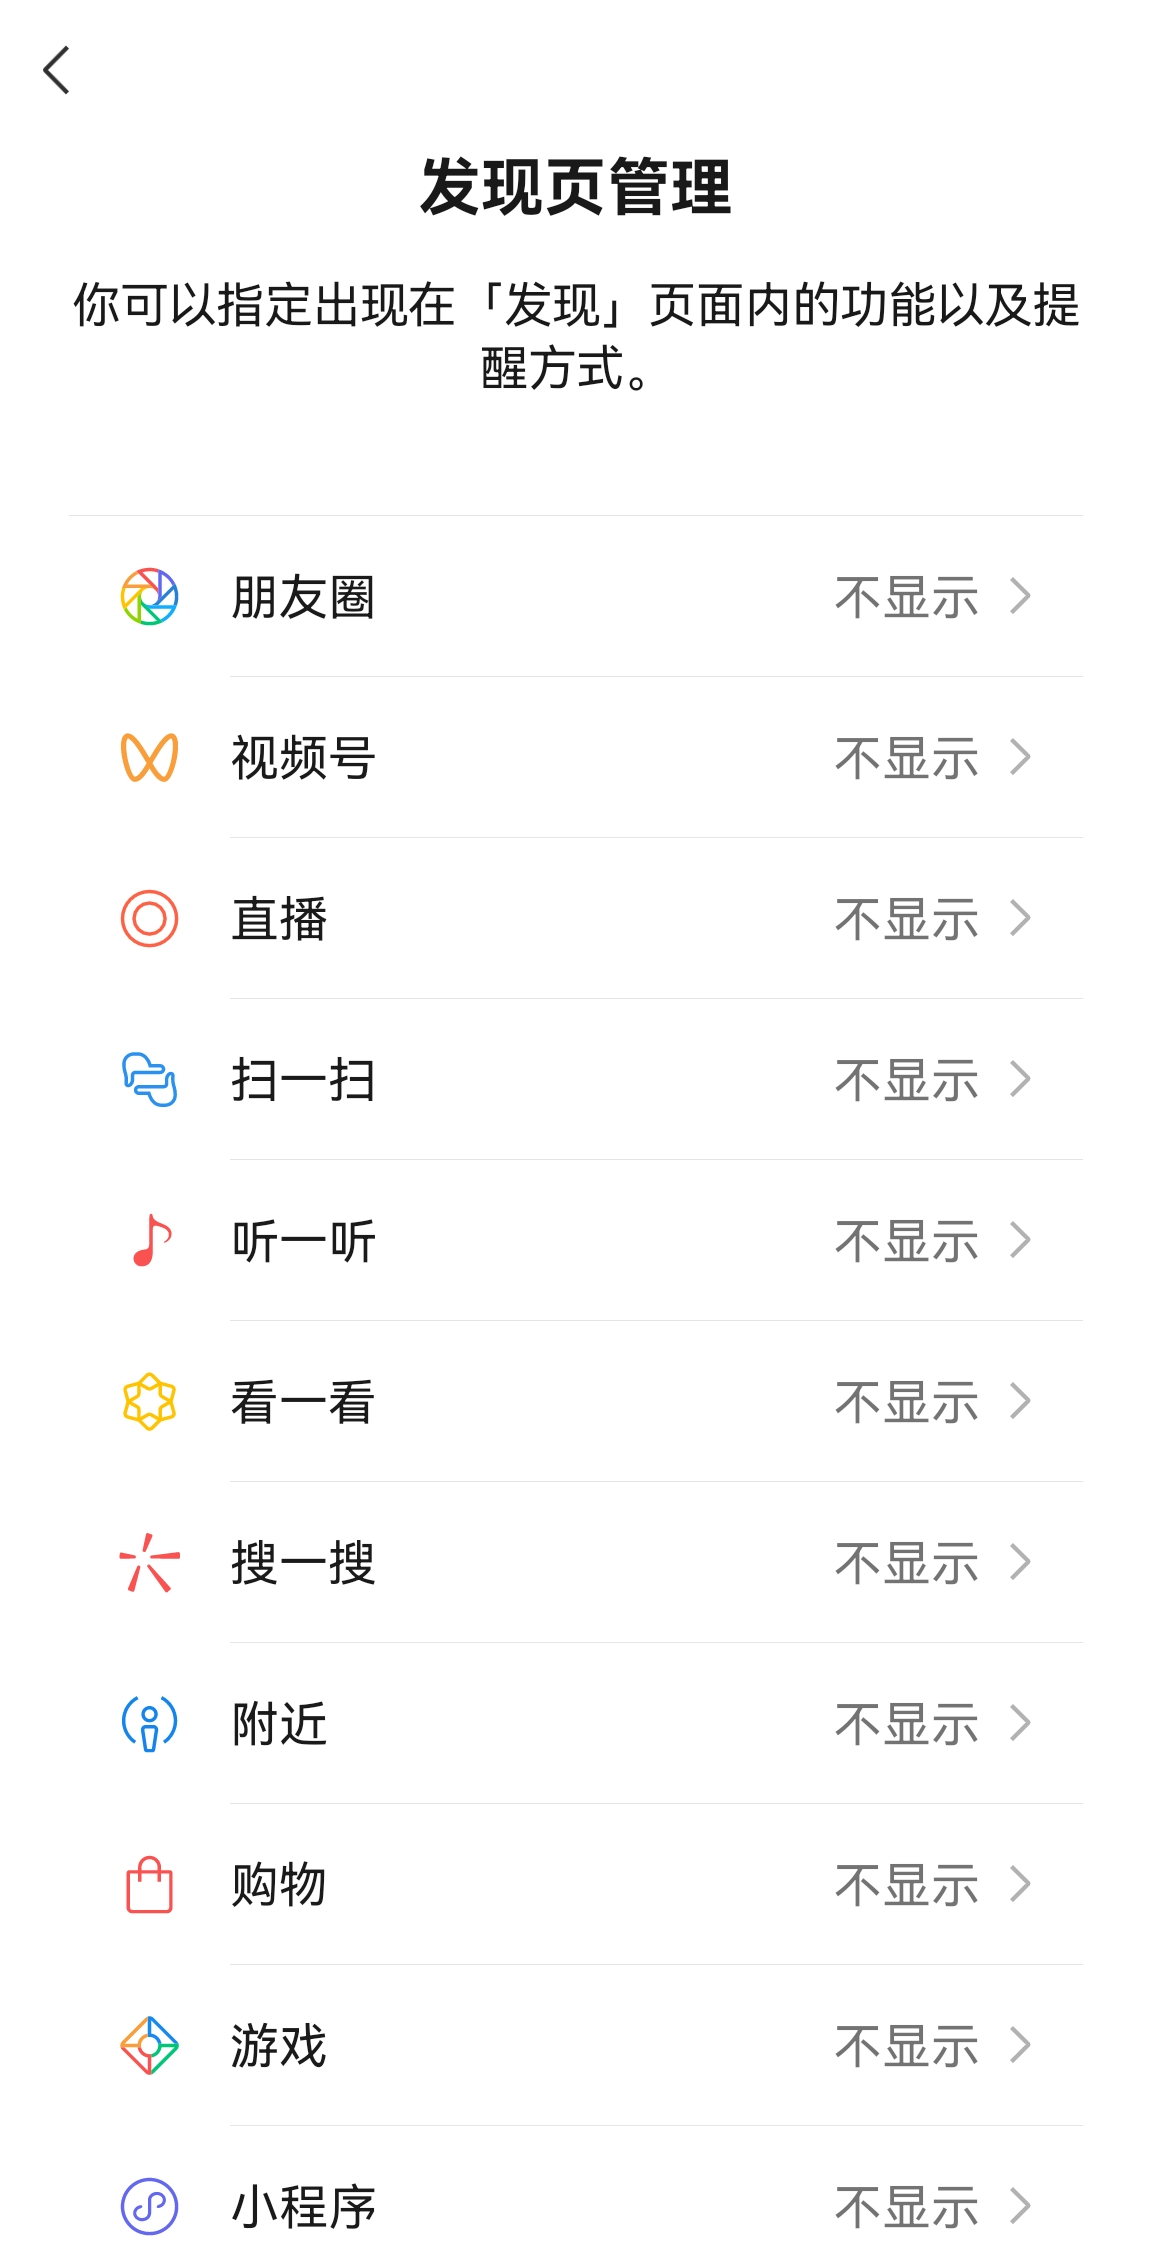 发现页管理
你可以指定出现在「发现」页面内的功能以及提
醒方式。
朋友圈 不显示
视频号 不显示
直播 不显示
扫一扫 不显示
听一听 不显示
看一看 不显示
搜一搜 不显示
附近 不显示
购物 不显示
游戏 不显示
小程序 不显示